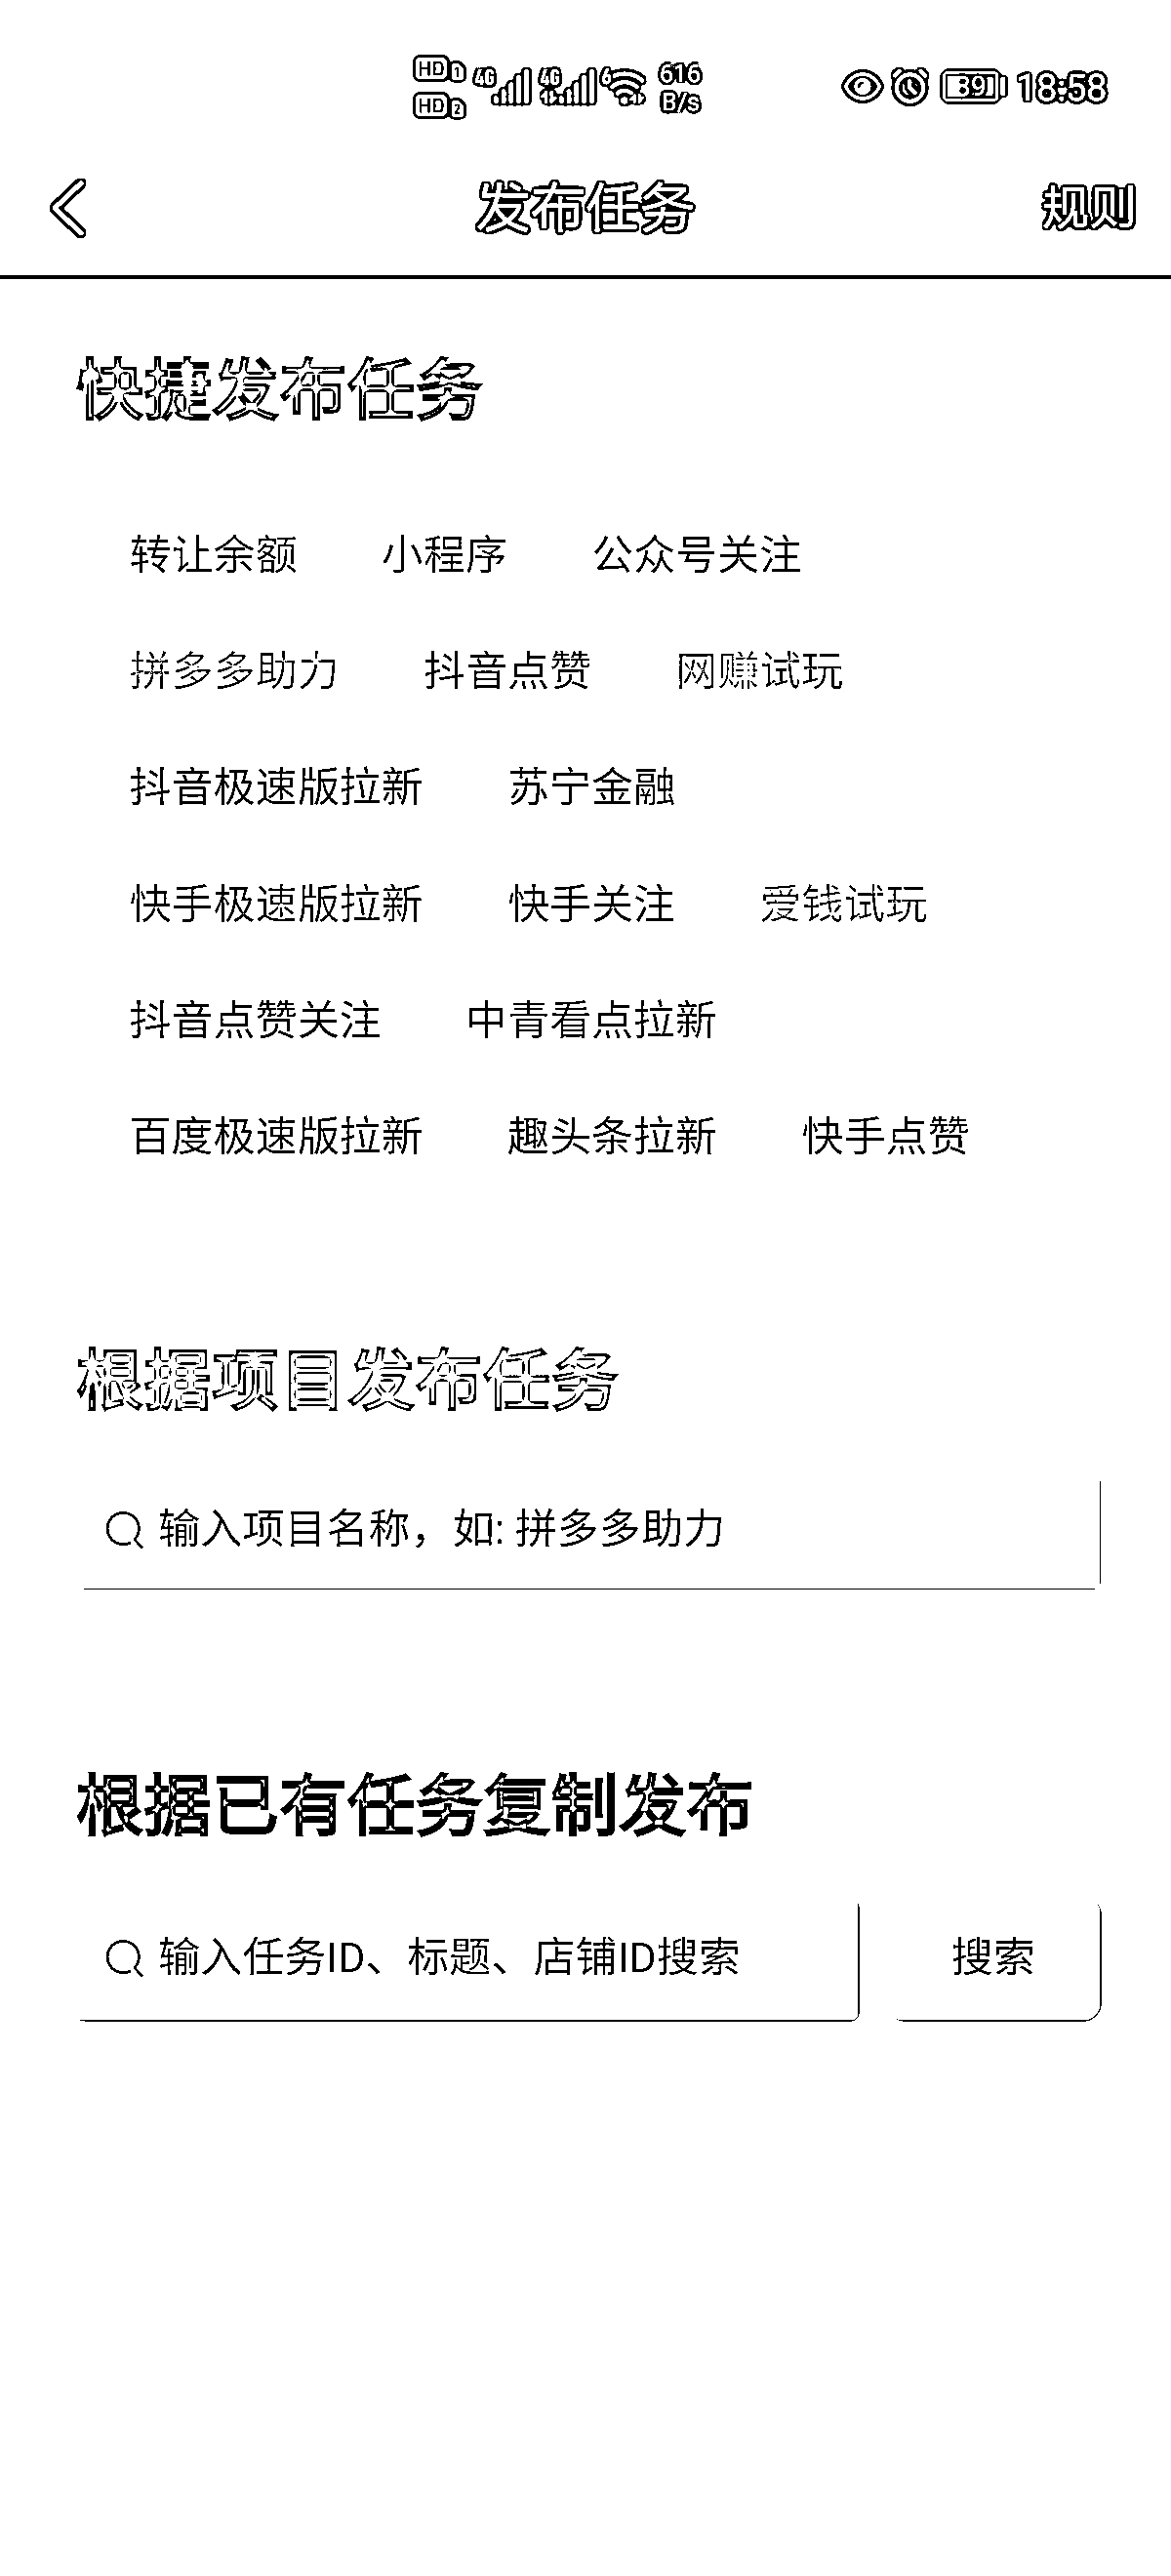 HD 1 4G 4G 6 616 89 18:58
HD 2 B/s
发布任务 规则
快捷发布任务
转让余额 小程序 公众号关注
拼多多助力 抖音点赞 网赚试玩
抖音极速版拉新 苏宁金融
快手极速版拉新 快手关注 爱钱试玩
抖音点赞关注 中青看点拉新
百度极速版拉新 趣头条拉新 快手点赞
根据项目发布任务
输入项目名称，如: 拼多多助力
根据已有任务复制发布
输入任务ID、标题、店铺ID搜索 搜索